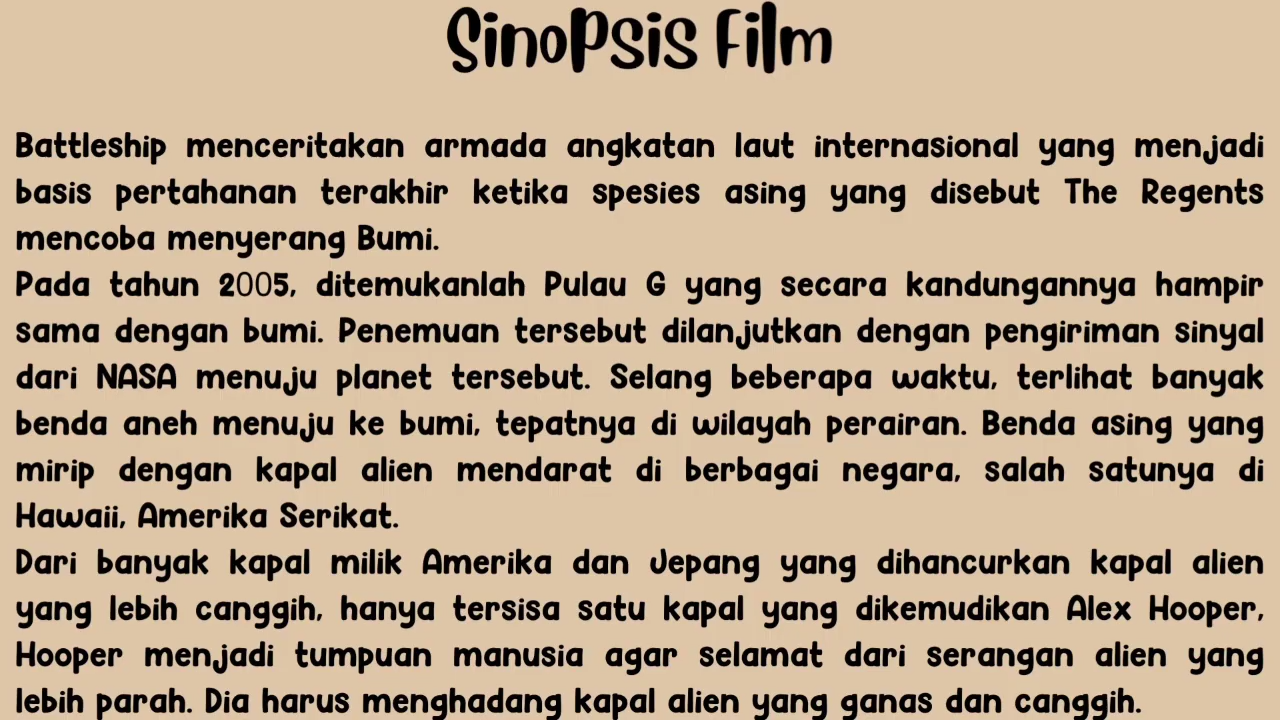 Sinopsis Film
Battleship menceritakan armada angkatan laut internasional yang menjadi
basis pertahanan terakhir ketika spesies asing yang disebut The Regents
mencoba menyerang Bumi.
Pada tahun 2005, ditemukanlah Pulau G yang secara kandungannya hampir
sama dengan bumi. Penemuan tersebut dilanjutkan dengan pengiriman sinyal
dari NASA menuju planet tersebut. Selang beberapa waktu, terlihat banyak
benda aneh menuju ke bumi, tepatnya di wilayah perairan. Benda asing yang
mirip dengan kapal alien mendarat di berbagai negara, salah satunya di
Hawaii, Amerika Serikat.
Dari banyak kapal milik Amerika dan Jepang yang dihancurkan kapal alien
yang lebih canggih, hanya tersisa satu kapal yang dikemudikan Alex Hooper,
Hooper menjadi tumpuan manusia agar selamat dari serangan alien yang
lebih parah. Dia harus menghadang kapal alien yang ganas dan canggih.